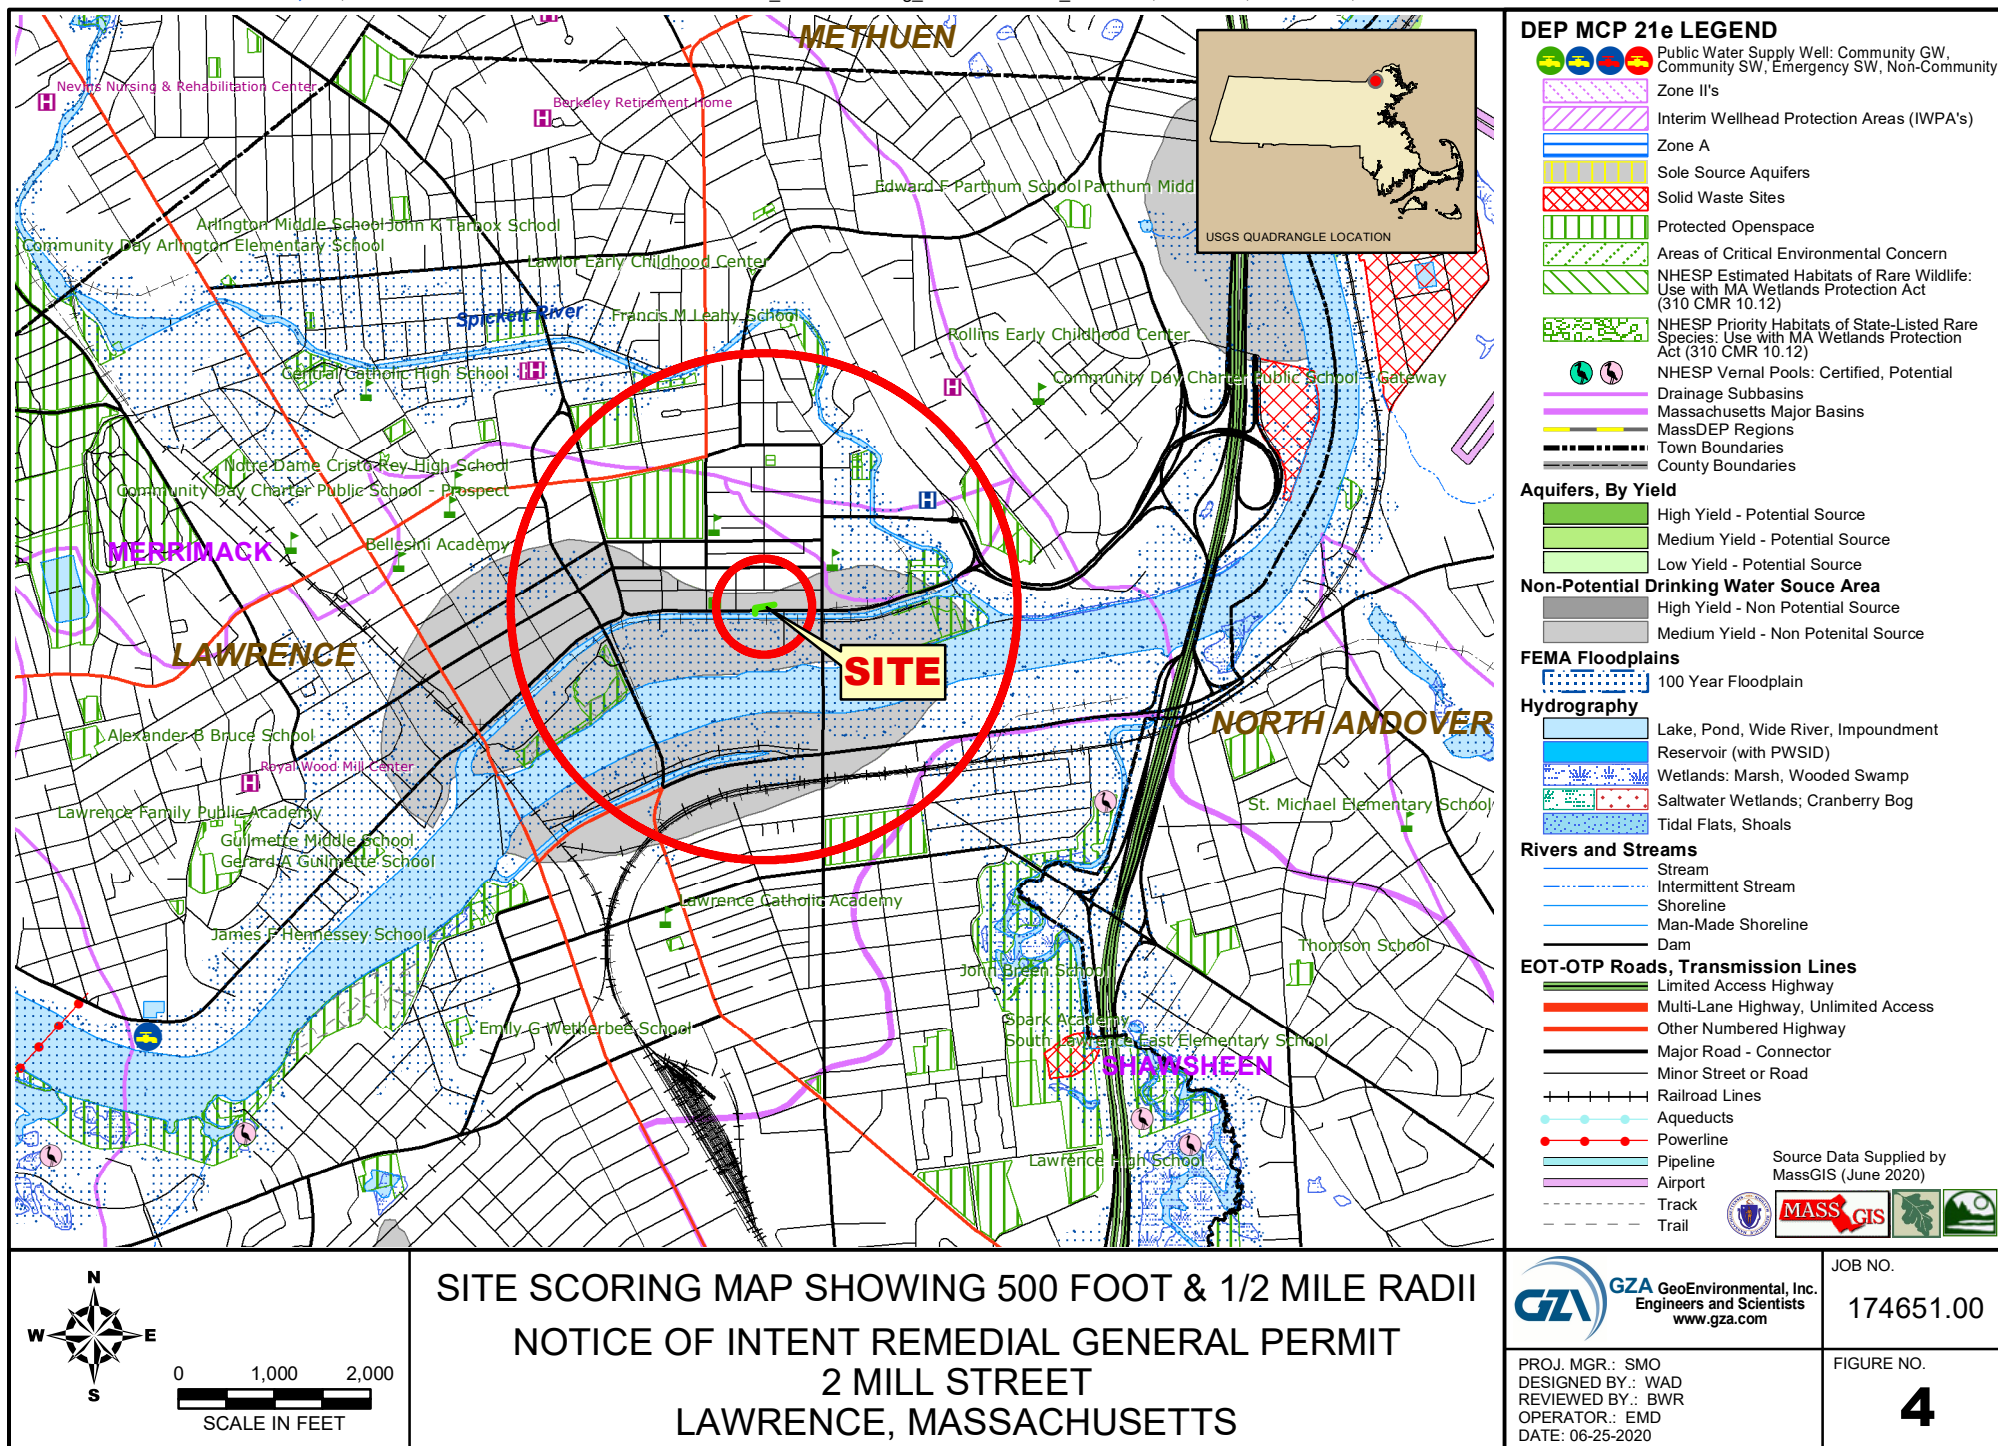 METHUEN
Nevins Nursing & Rehabilitation Center
H
H
Berkeley Retirement Home
H
USGS QUADRANGLE LOCATION
Edward F Parthum School
Parthum Midd
Arlington Middle School
John K Tarbox School
Community Day Arlington Elementary School
Lawlor Early Childhood Center
Spickett River
Francis M Leahy School
Rollins Early Childhood Center
Central Catholic High School
H
H
Community Day Charter Public School - Gateway
Notre Dame Cristo Rey High School
Community Day Charter Public School - Prospect
H
MERRIMACK
Bellesini Academy
LAWRENCE
SITE
NORTH ANDOVER
Alexander B Bruce School
Royal Wood Mill Center
H
Lawrence Family Public Academy
St. Michael Elementary School
Guilmette Middle School
Gerard A Guilmette School
Lawrence Catholic Academy
James F Hennessey School
Thomson School
John Breen School
Emily G Wetherbee School
Spark Academy
South Lawrence East Elementary School
SHAWSHEEN
Lawrence High School
DEP MCP 21e LEGEND
Public Water Supply Well: Community GW,
Community SW, Emergency SW, Non-Community
Zone II's
Interim Wellhead Protection Areas (IWPA's)
Zone A
Sole Source Aquifers
Solid Waste Sites
Protected Openspace
Areas of Critical Environmental Concern
NHESP Estimated Habitats of Rare Wildlife:
Use with MA Wetlands Protection Act
(310 CMR 10.12)
NHESP Priority Habitats of State-Listed Rare
Species: Use with MA Wetlands Protection
Act (310 CMR 10.12)
NHESP Vernal Pools: Certified, Potential
Drainage Subbasins
Massachusetts Major Basins
MassDEP Regions
Town Boundaries
County Boundaries
Aquifers, By Yield
High Yield - Potential Source
Medium Yield - Potential Source
Low Yield - Potential Source
Non-Potential Drinking Water Souce Area
High Yield - Non Potential Source
Medium Yield - Non Potenital Source
FEMA Floodplains
100 Year Floodplain
Hydrography
Lake, Pond, Wide River, Impoundment
Reservoir (with PWSID)
Wetlands: Marsh, Wooded Swamp
Saltwater Wetlands; Cranberry Bog
Tidal Flats, Shoals
Rivers and Streams
Stream
Intermittent Stream
Shoreline
Man-Made Shoreline
Dam
EOT-OTP Roads, Transmission Lines
Limited Access Highway
Multi-Lane Highway, Unlimited Access
Other Numbered Highway
Major Road - Connector
Minor Street or Road
Railroad Lines
Aqueducts
Powerline
Pipeline
Airport
Track
Trail
Source Data Supplied by
MassGIS (June 2020)
MASS GIS
N
W E
S
0 1,000 2,000
SCALE IN FEET
SITE SCORING MAP SHOWING 500 FOOT & 1/2 MILE RADII
NOTICE OF INTENT REMEDIAL GENERAL PERMIT
2 MILL STREET
LAWRENCE, MASSACHUSETTS
GZA
GZA GeoEnvironmental, Inc.
Engineers and Scientists
www.gza.com
JOB NO.
174651.00
PROJ. MGR.: SMO
DESIGNED BY.: WAD
REVIEWED BY.: BWR
OPERATOR.: EMD
DATE: 06-25-2020
FIGURE NO.
4